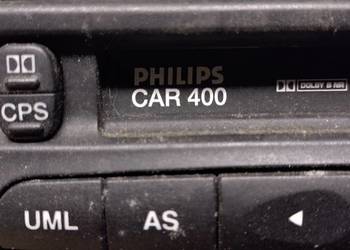 PHILIPS
CAR 400
DOLBY B NR
CPS
UML
AS